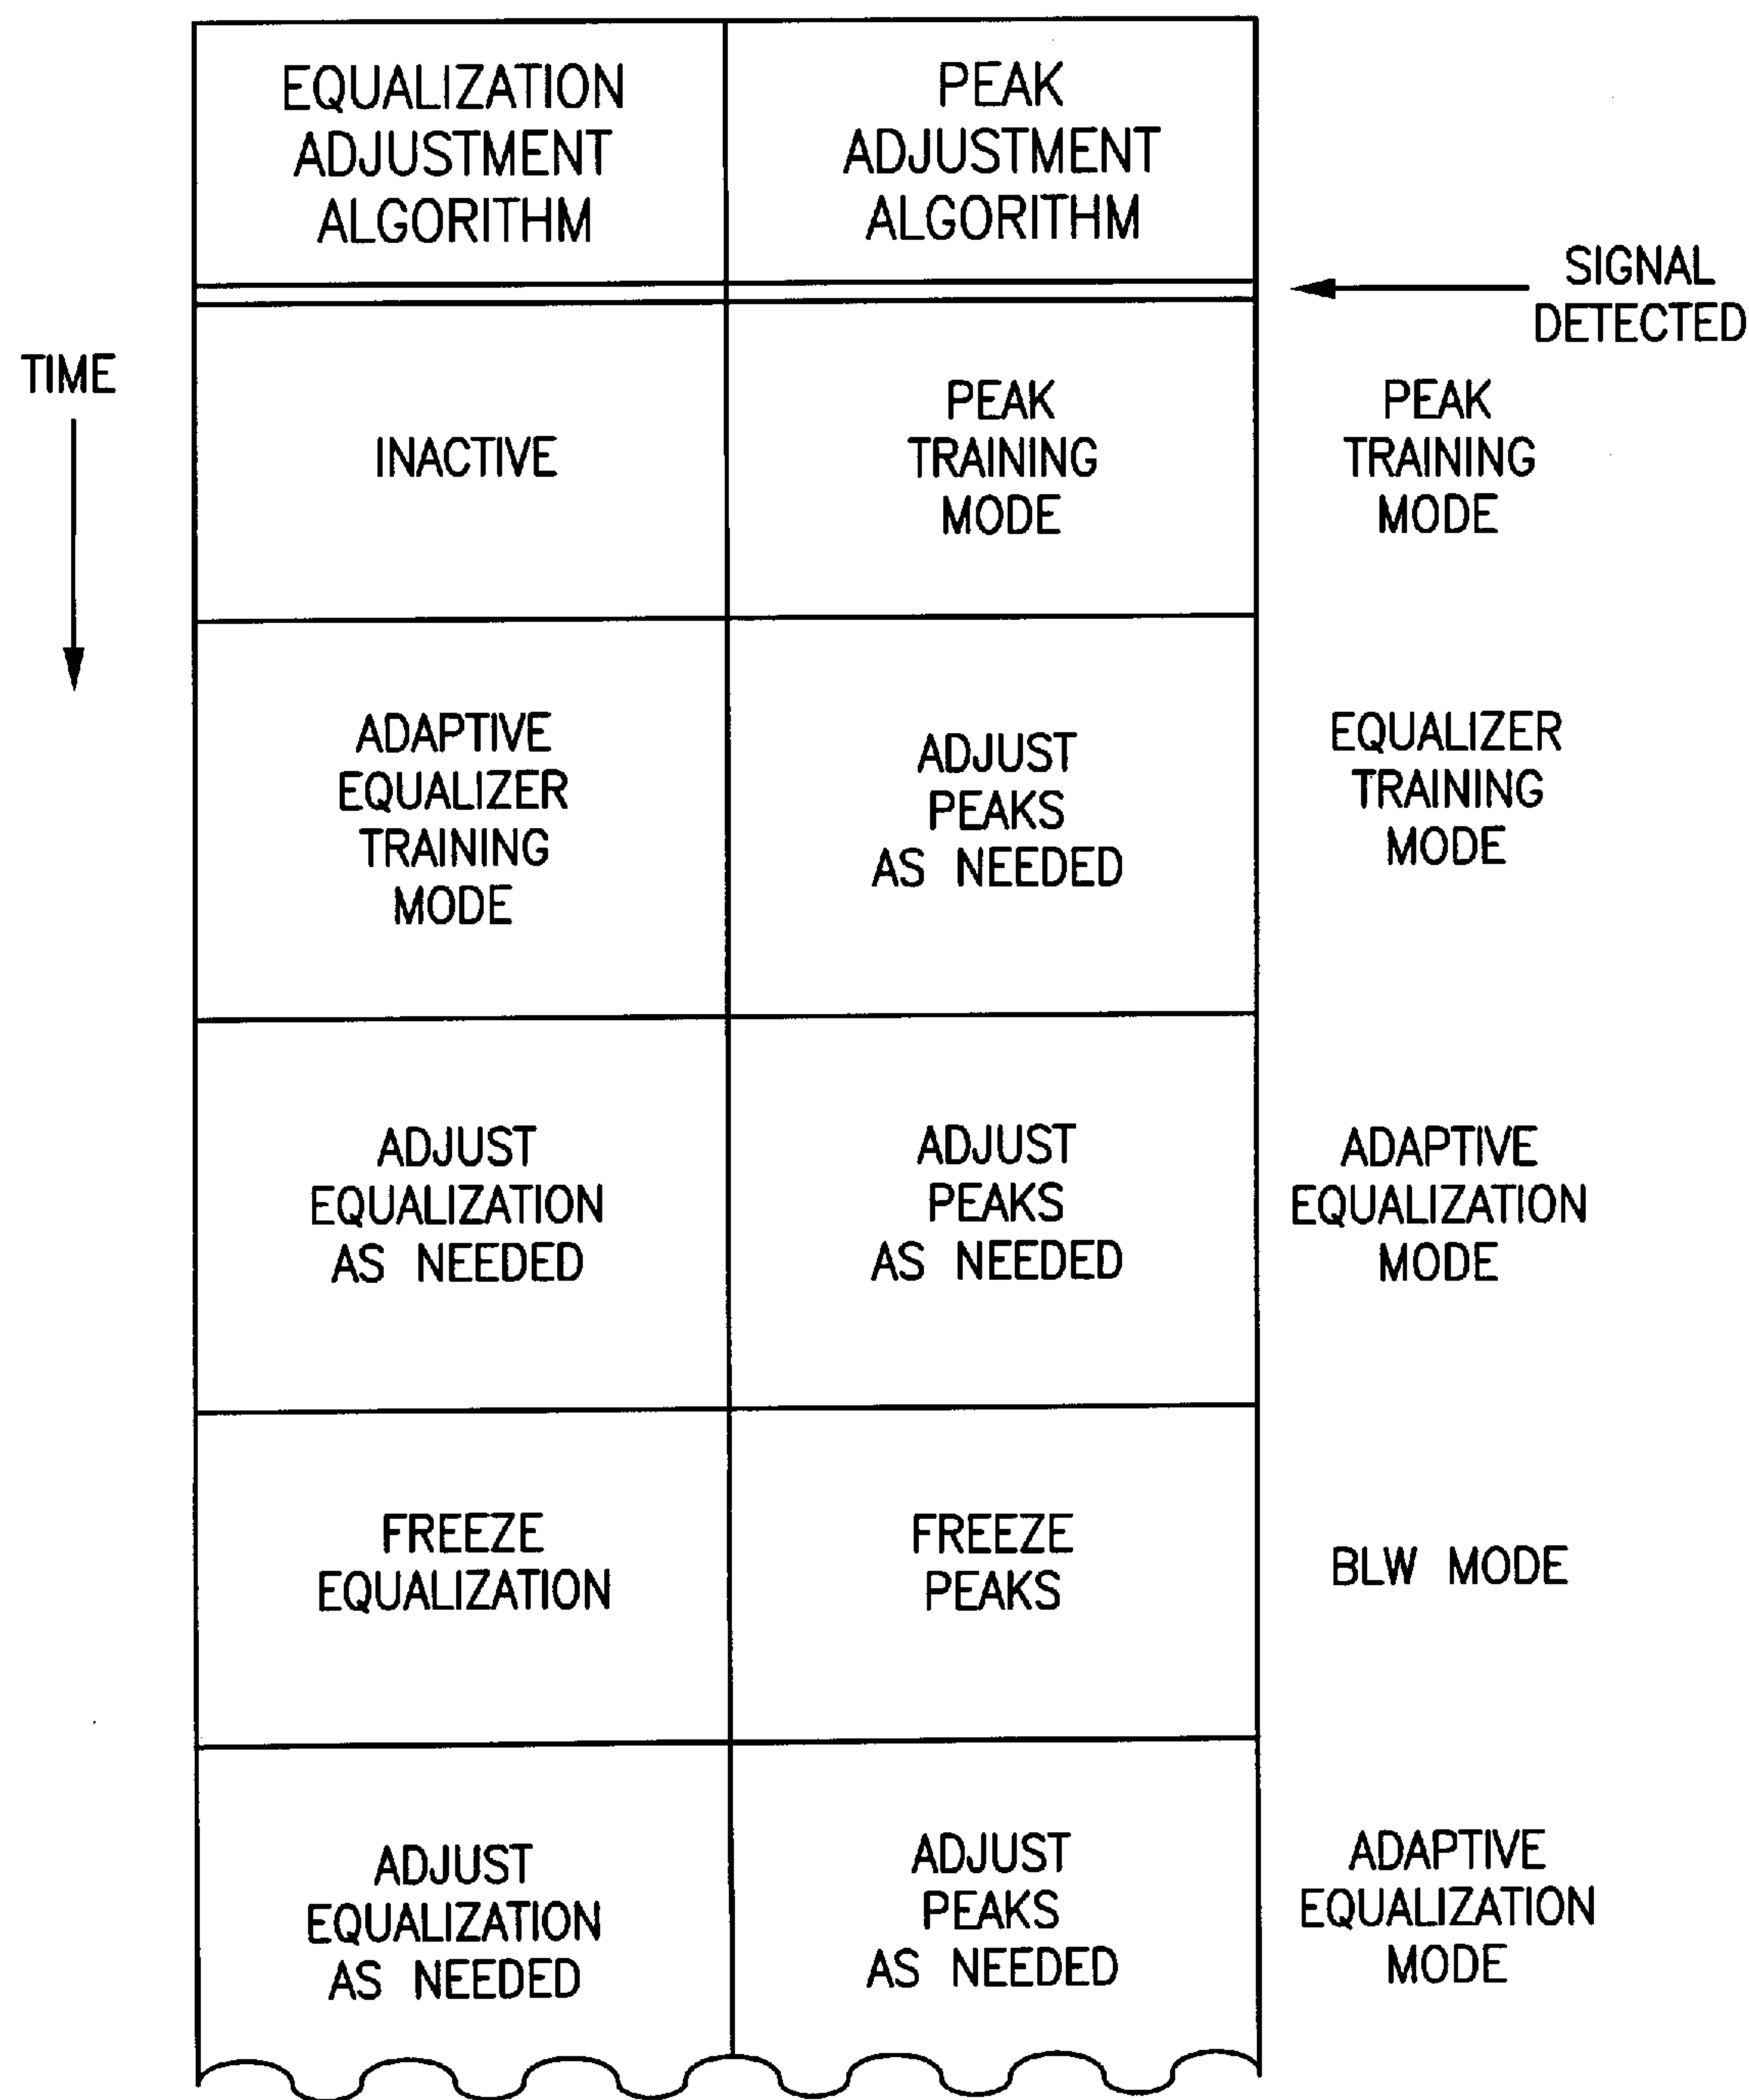 EQUALIZATION
ADJUSTMENT
ALGORITHM
PEAK
ADJUSTMENT
ALGORITHM
SIGNAL
DETECTED
TIME
INACTIVE
PEAK
TRAINING
MODE
PEAK
TRAINING
MODE
ADAPTIVE
EQUALIZER
TRAINING
MODE
ADJUST
PEAKS
AS NEEDED
EQUALIZER
TRAINING
MODE
ADJUST
EQUALIZATION
AS NEEDED
ADJUST
PEAKS
AS NEEDED
ADAPTIVE
EQUALIZATION
MODE
FREEZE
EQUALIZATION
FREEZE
PEAKS
BLW MODE
ADJUST
EQUALIZATION
AS NEEDED
ADJUST
PEAKS
AS NEEDED
ADAPTIVE
EQUALIZATION
MODE